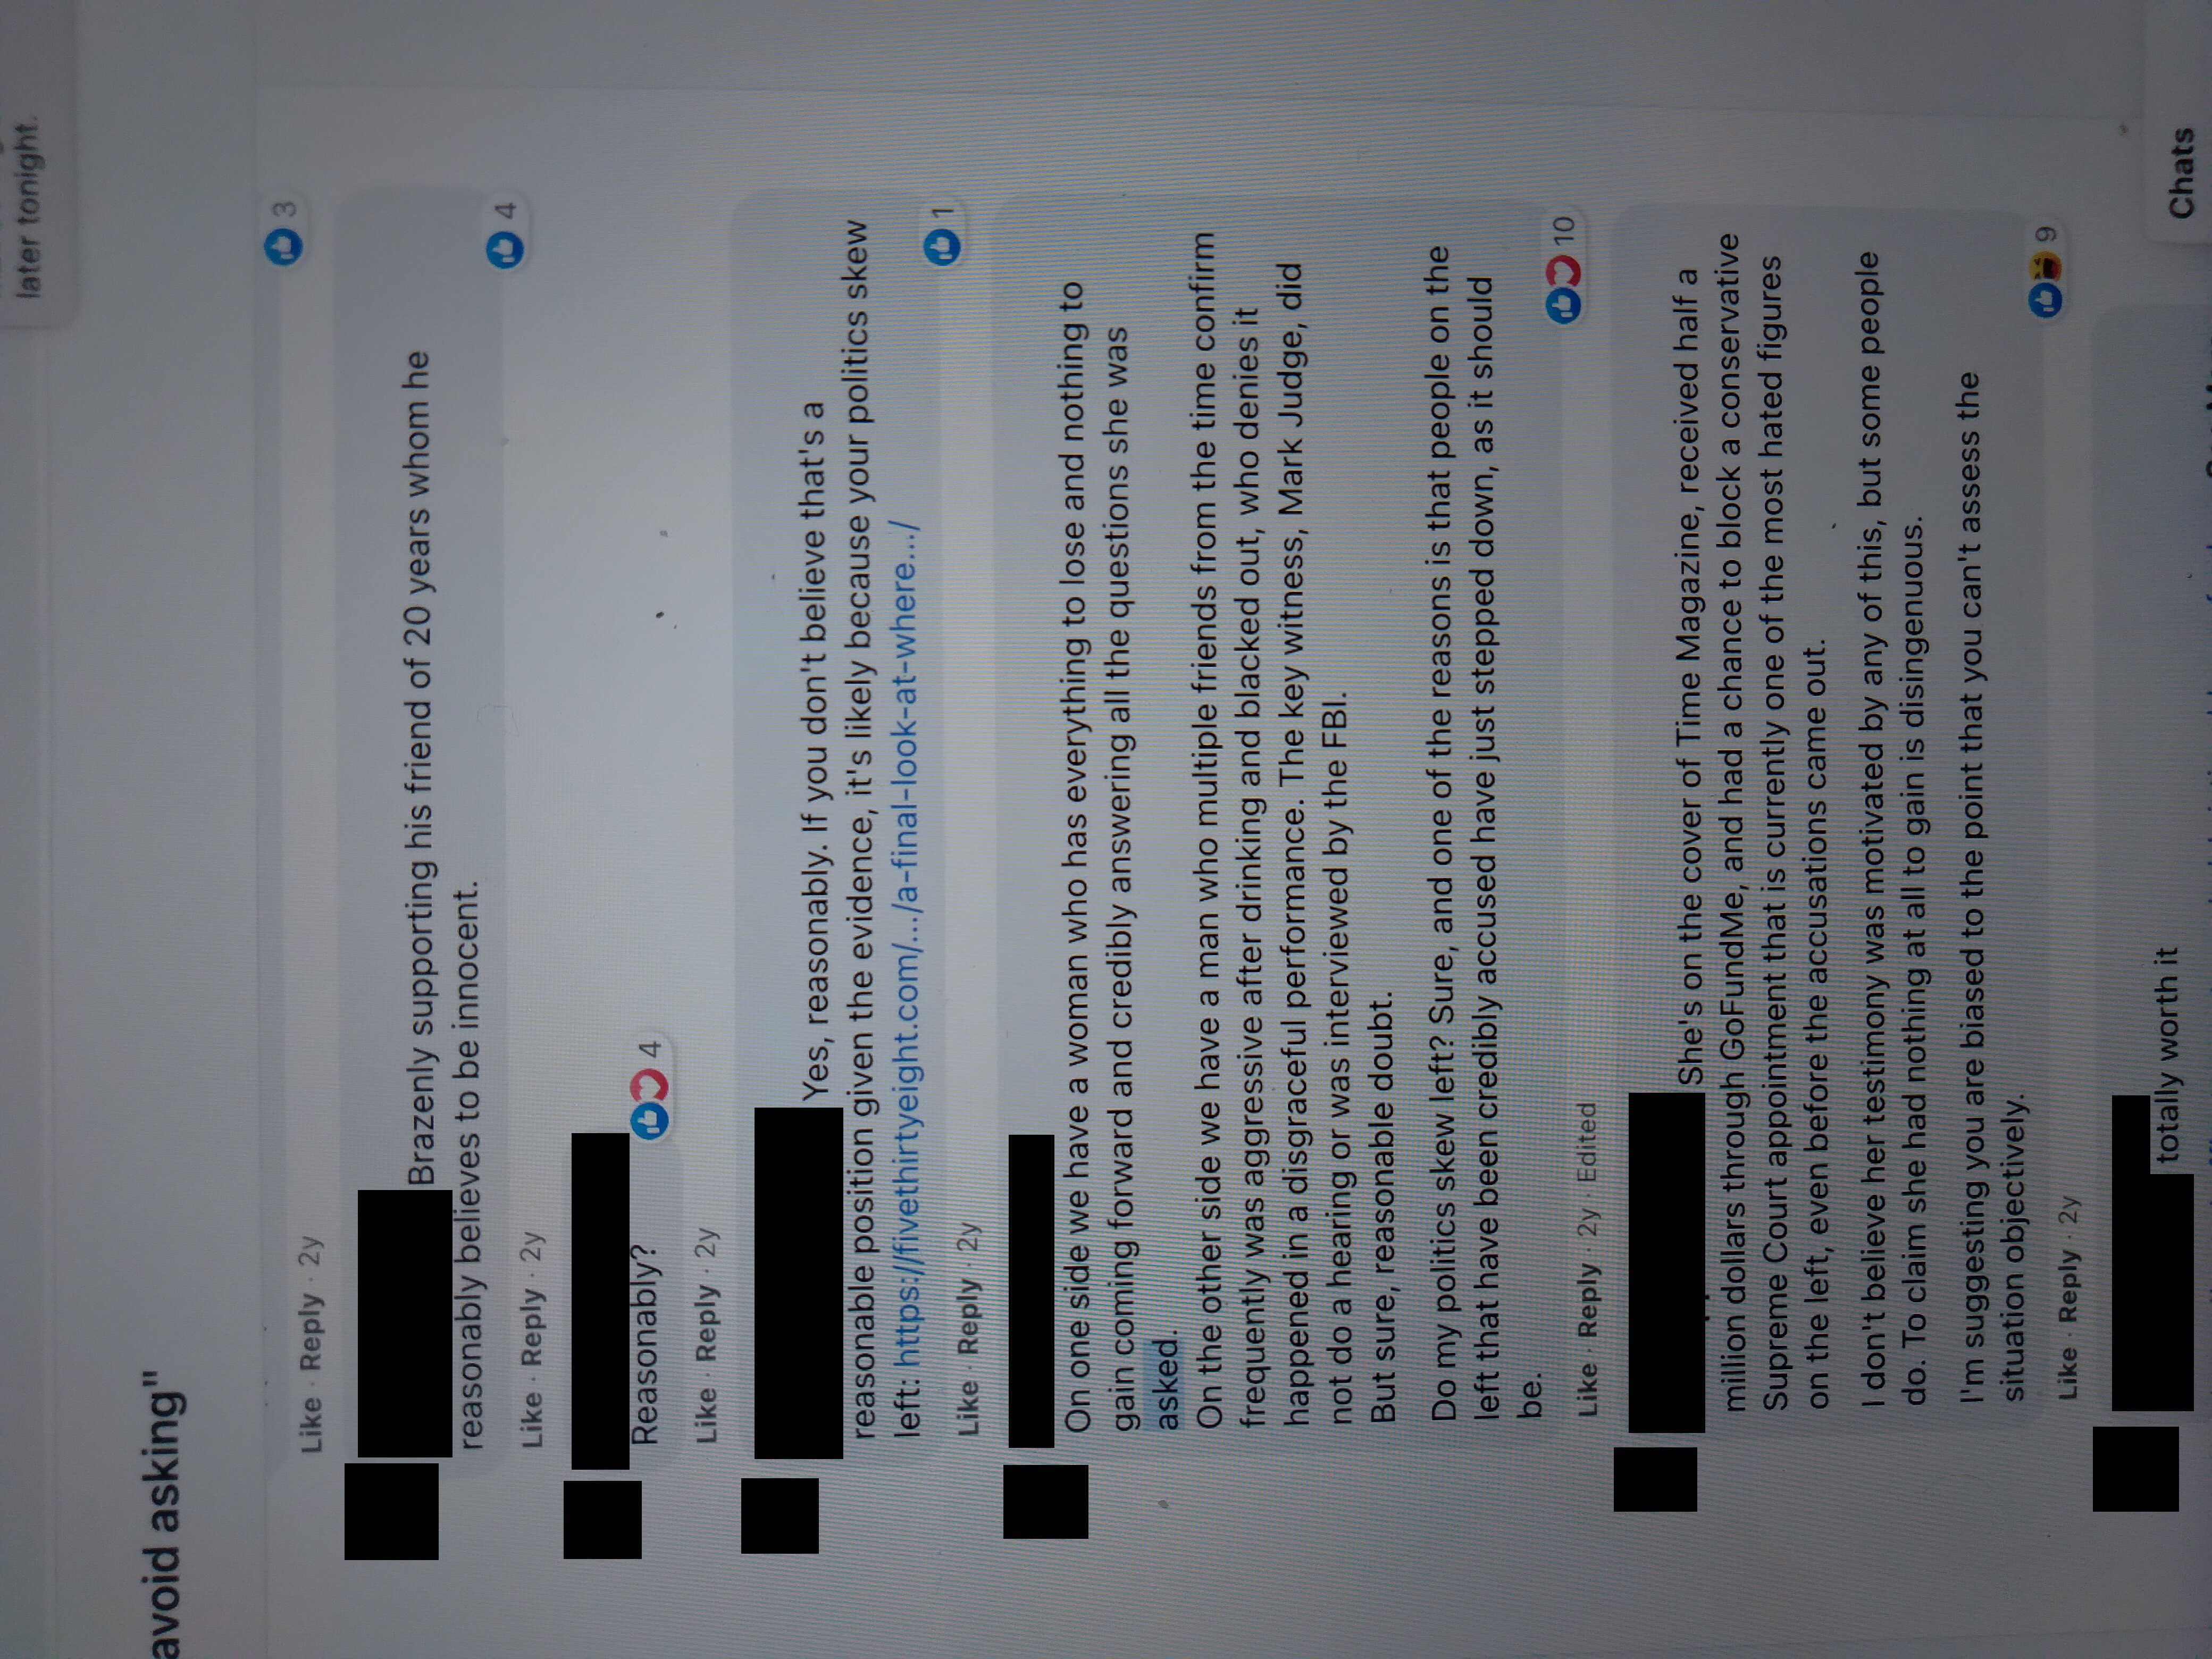 later tonight.
avoid asking"
3
Like · Reply · 2y
Brazenly supporting his friend of 20 years whom he
reasonably believes to be innocent.
4
Like · Reply · 2y
Reasonably?
4
Like · Reply · 2y
Yes, reasonably. If you don't believe that's a
reasonable position given the evidence, it's likely because your politics skew
left: https://fivethirtyeight.com/.../a-final-look-at-where.../
1
Like · Reply · 2y
On one side we have a woman who has everything to lose and nothing to
gain coming forward and credibly answering all the questions she was
asked.
On the other side we have a man who multiple friends from the time confirm
frequently was aggressive after drinking and blacked out, who denies it
happened in a disgraceful performance. The key witness, Mark Judge, did
not do a hearing or was interviewed by the FBI.
But sure, reasonable doubt.
Do my politics skew left? Sure, and one of the reasons is that people on the
left that have been credibly accused have just stepped down, as it should
be.
10
Like · Reply · 2y · Edited
She's on the cover of Time Magazine, received half a
million dollars through GoFundMe, and had a chance to block a conservative
Supreme Court appointment that is currently one of the most hated figures
on the left, even before the accusations came out.
I don't believe her testimony was motivated by any of this, but some people
do. To claim she had nothing at all to gain is disingenuous.
I'm suggesting you are biased to the point that you can't assess the
situation objectively.
9
Like · Reply · 2y
totally worth it
Chats